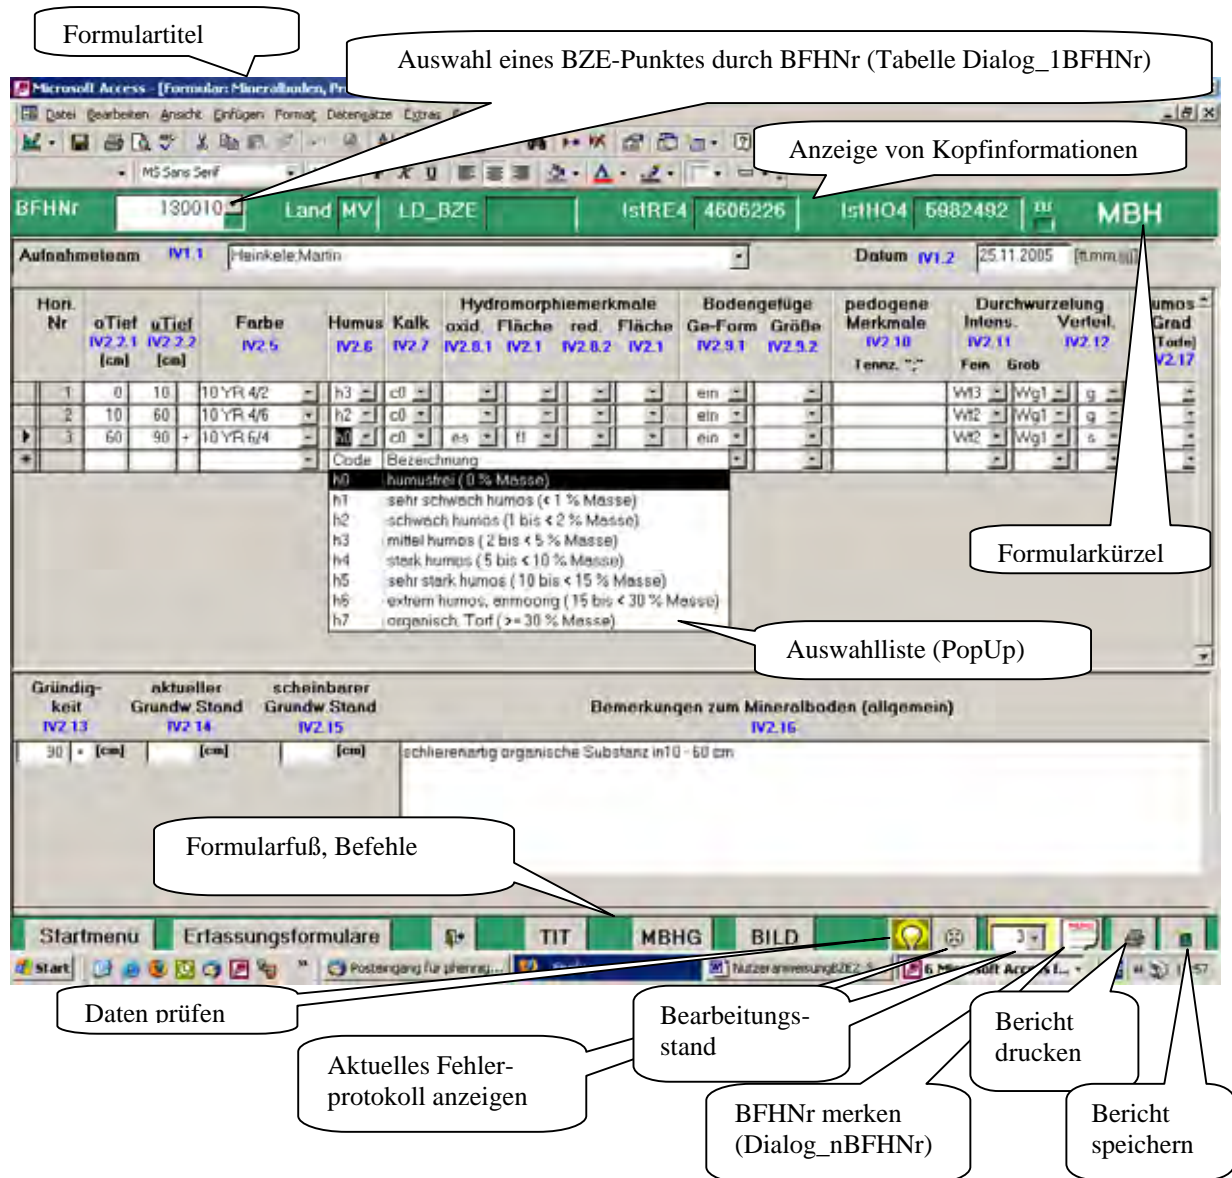 Formulartitel
Auswahl eines BZE-Punktes durch BFHNr (Tabelle Dialog_1BFHNr)
Microsoft Access - [Formular: Mineralboden,
Datei Bearbeiten Ansicht Einfügen Format Datensätze Extras
Anzeige von Kopfinformationen
MS Sans Serif
BFHNr 130010 Land MV LD_BZE IstRE4 4606226 IstHO4 5982492 MBH
Aufnahmeteam IV1.1 Heinkele;Martin Datum IV1.2 25.11.2005
Hori. Hydromorphiemerkmale Bodengefüge pedogene Durchwurzelung
Nr oTief uTief Farbe Humus Kalk oxid. Fläche red. Fläche Ge-Form Größe Merkmale Intens. Verteil. Grad
IV2.2.1 IV2.2.2 IV2.5 IV2.6 IV2.7 IV2.8.1 IV2.1 IV2.8.2 IV2.1 IV2.9.1 IV2.9.2 IV2.10 IV2.11 IV2.12
[cm] [cm] Tennz. ";" Fein Grob
1 0 10 10 YR 4/2 h3 c0 ein Wf3 Wg1 g
2 10 60 10 YR 4/6 h2 c0 ein Wf2 Wg1 g
3 60 90 + 10 YR 6/4 h0 c0 es ff ein Wf2 Wg1 s
Code Bezeichnung
h0 humusfrei ( 0 % Masse)
h1 sehr schwach humos (< 1 % Masse)
h2 schwach humos (1 bis < 2 % Masse)
h3 mittel humos ( 2 bis < 5 % Masse)
h4 stark humos ( 5 bis < 10 % Masse)
h5 sehr stark humos ( 10 bis < 15 % Masse)
h6 extrem humos, anmoorig ( 15 bis < 30 % Masse)
h7 organisch, Torf ( >= 30 % Masse)
Formularkürzel
Auswahlliste (PopUp)
Gründig- aktueller scheinbarer
keit Grundw.Stand Grundw.Stand Bemerkungen zum Mineralboden (allgemein)
IV2.13 IV2.14 IV2.15 IV2.16
90 + [cm] [cm] [cm] schlierenartig organische Substanz in10 - 60 cm
Formularfuß, Befehle
Startmenü Erfassungsformulare TIT MBHG BILD 3
Start Posteingang für
Daten prüfen
Aktuelles Fehler-
protokoll anzeigen
Bearbeitungs-
stand
BFHNr merken
(Dialog_nBFHNr)
Bericht
drucken
Bericht
speichern